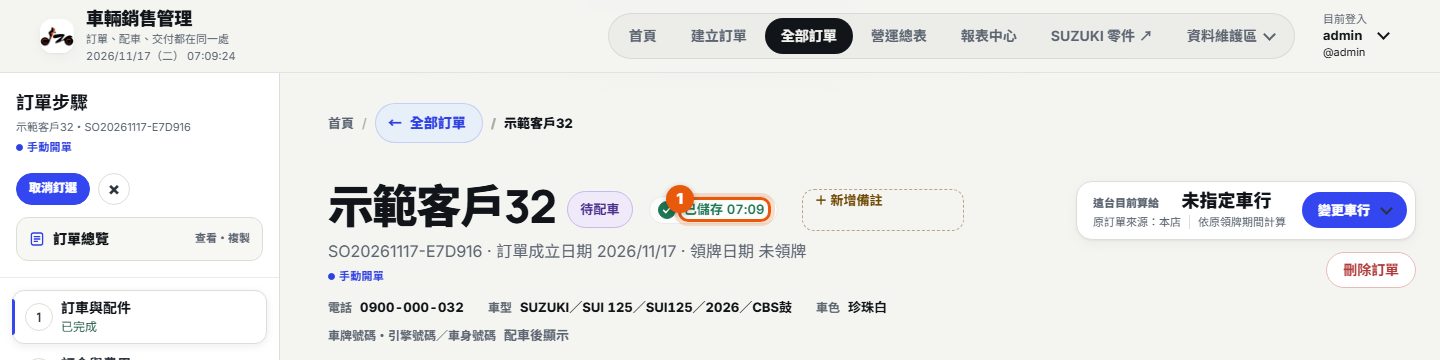 車輛銷售管理
訂單、配車、交付都在同一處
2026/11/17（二） 07:09:24
首頁 建立訂單 全部訂單 營運總表 報表中心 SUZUKI 零件 ↗ 資料維護區
目前登入
admin
@admin
訂單步驟
示範客戶32・SO20261117-E7D916
手動開單
取消釘選
訂單總覽 查看・複製
1 訂車與配件
已完成
首頁 / ← 全部訂單 / 示範客戶32
示範客戶32 待配車 1 已儲存 07:09 ＋ 新增備註
SO20261117-E7D916 · 訂單成立日期 2026/11/17 · 領牌日期 未領牌
手動開單
電話 0900-000-032 車型 SUZUKI／SUI 125／SUI125／2026／CBS鼓 車色 珍珠白
車牌號碼・引擎號碼／車身號碼 配車後顯示
這台目前算給 未指定車行
原訂單來源：本店 依原領牌期間計算
變更車行
刪除訂單